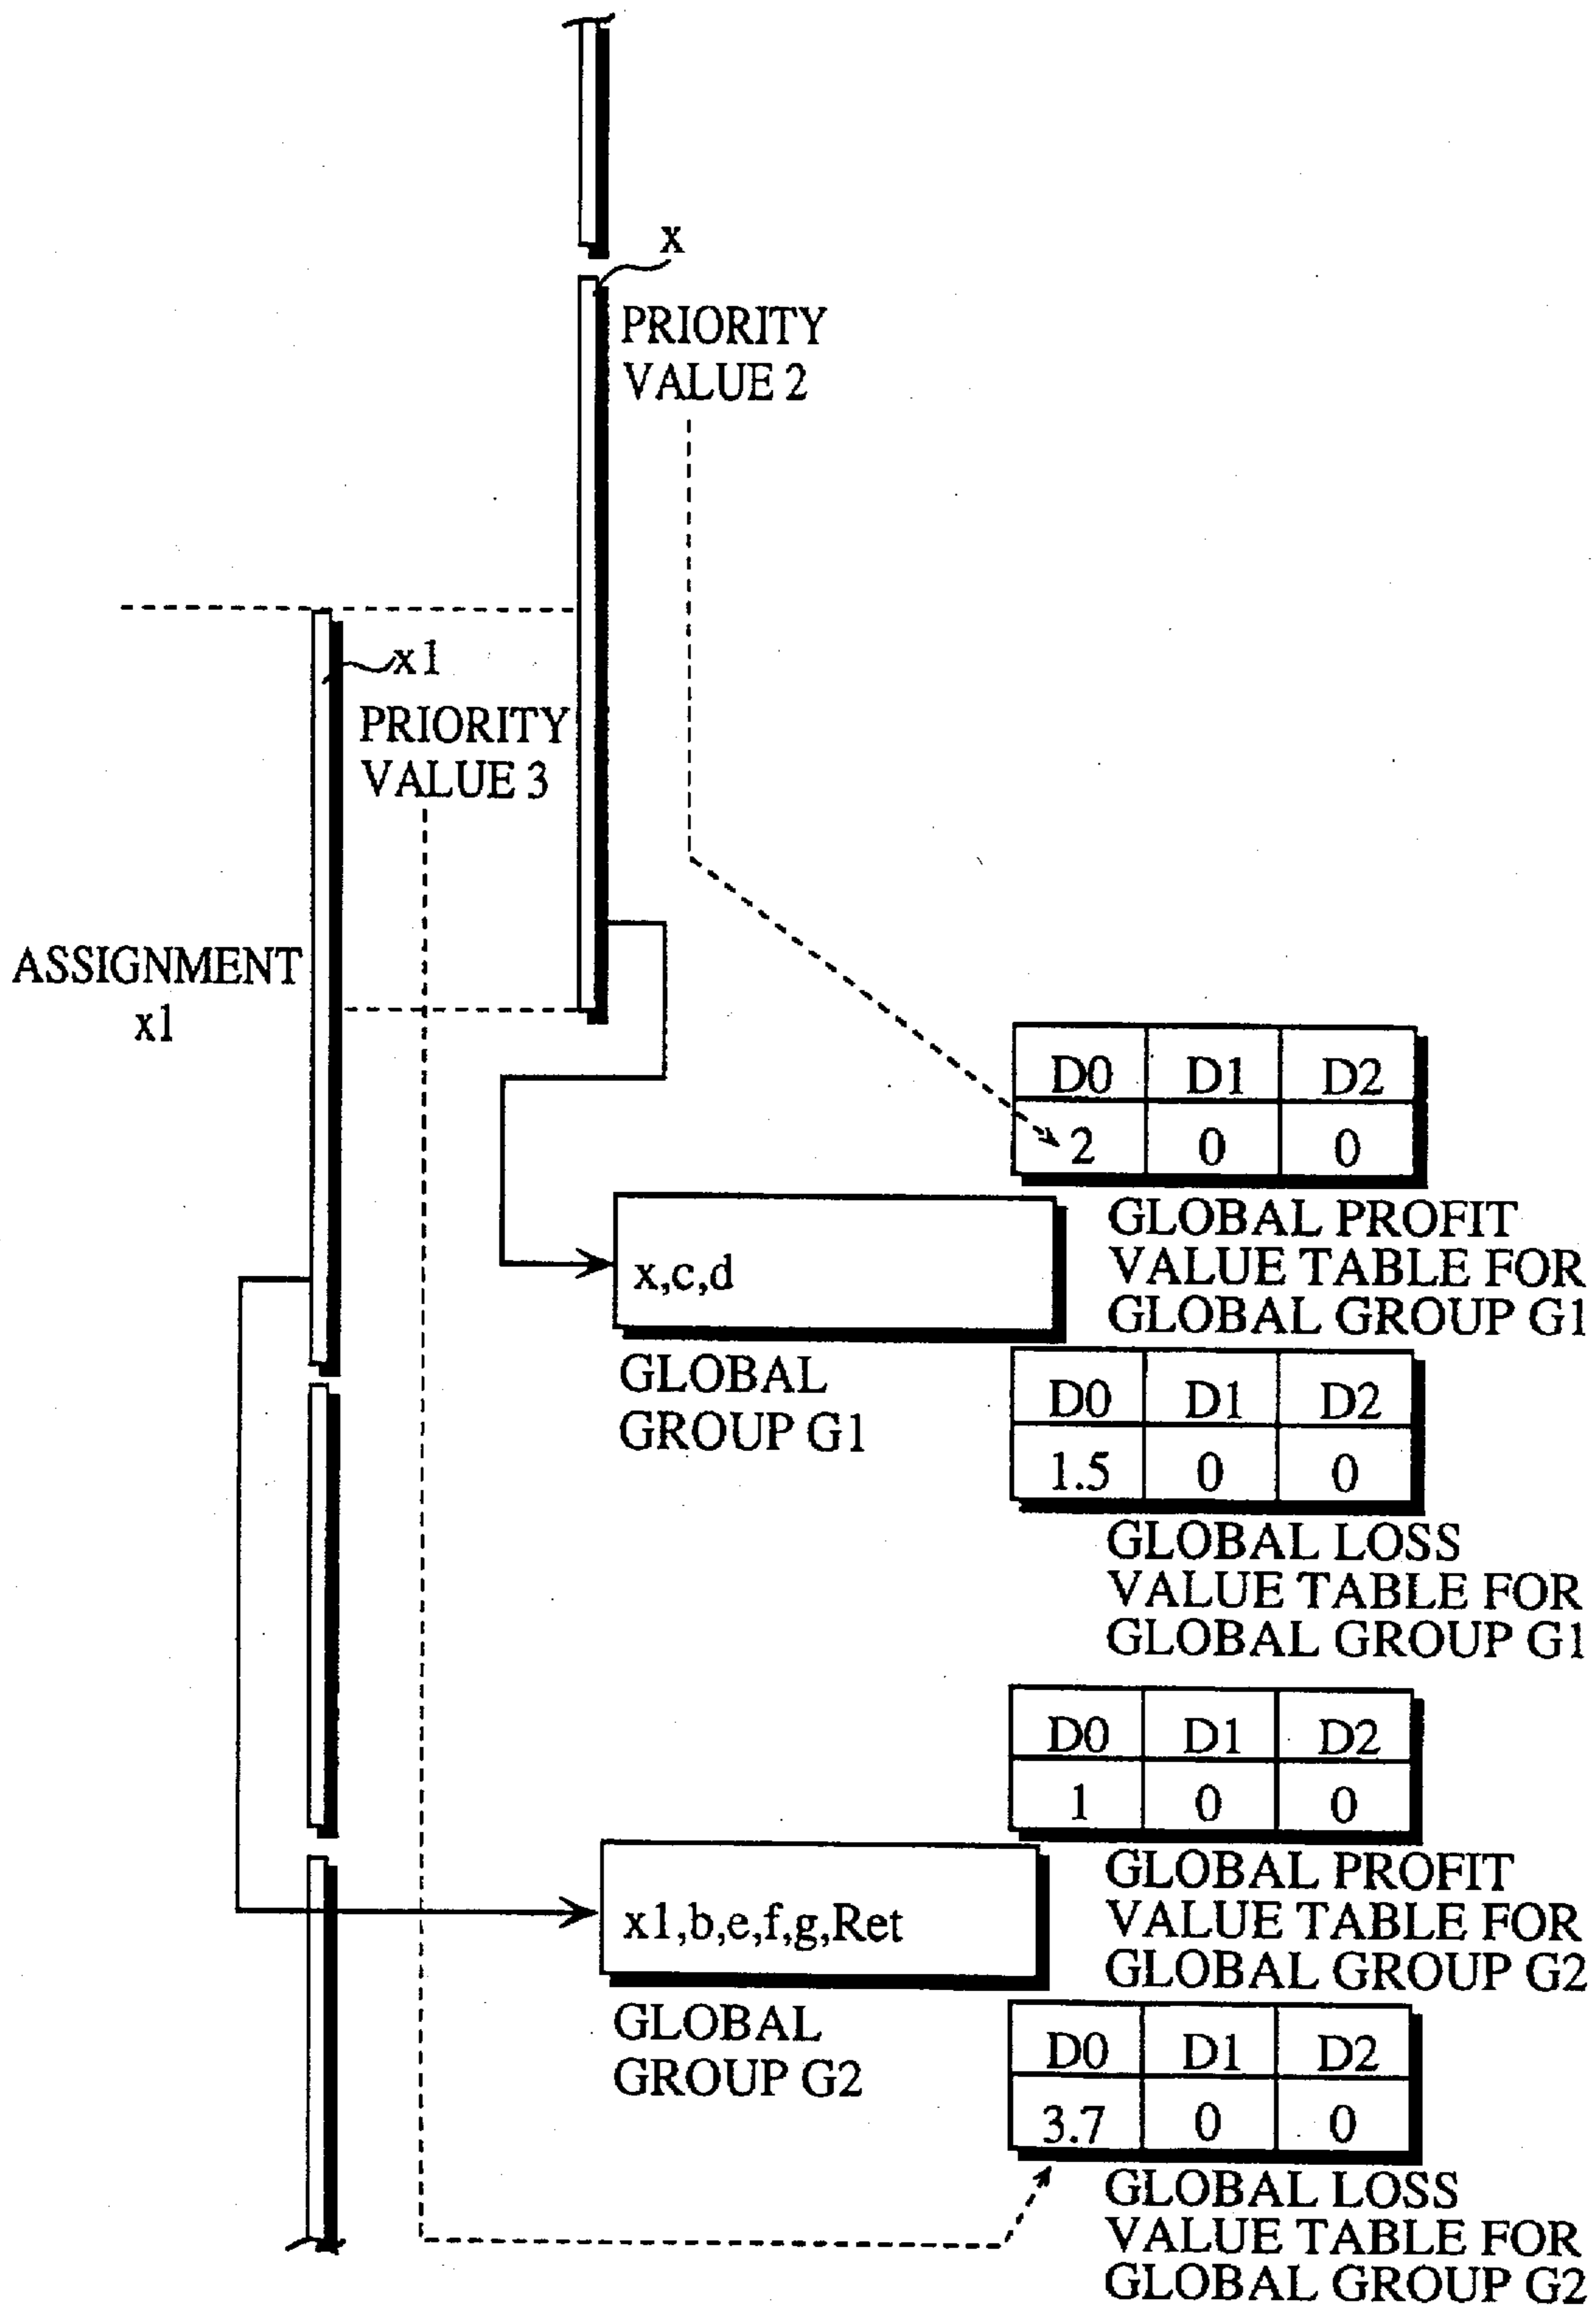 x
PRIORITY
VALUE 2
x1
PRIORITY
VALUE 3
ASSIGNMENT
x1
D0 D1 D2
2 0 0
GLOBAL PROFIT
VALUE TABLE FOR
GLOBAL GROUP G1
x,c,d
GLOBAL
GROUP G1
D0 D1 D2
1.5 0 0
GLOBAL LOSS
VALUE TABLE FOR
GLOBAL GROUP G1
D0 D1 D2
1 0 0
GLOBAL PROFIT
VALUE TABLE FOR
GLOBAL GROUP G2
x1,b,e,f,g,Ret
GLOBAL
GROUP G2
D0 D1 D2
3.7 0 0
GLOBAL LOSS
VALUE TABLE FOR
GLOBAL GROUP G2